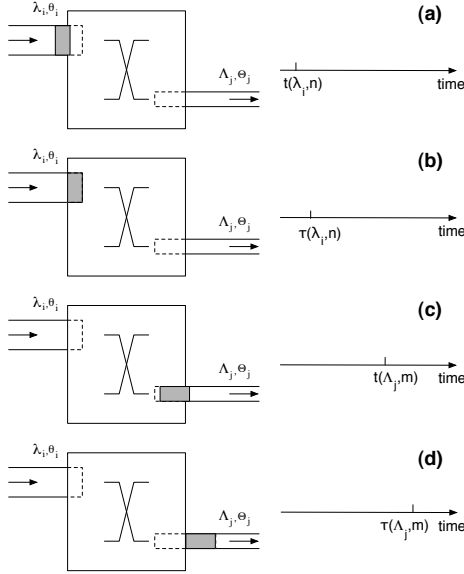 (a)
λi,θi
Λj,Θj
t(λi,n)
time
(b)
λi,θi
Λj,Θj
τ(λi,n)
time
(c)
λi,θi
Λj,Θj
t(Λj,m)
time
(d)
λi,θi
Λj,Θj
τ(Λj,m)
time